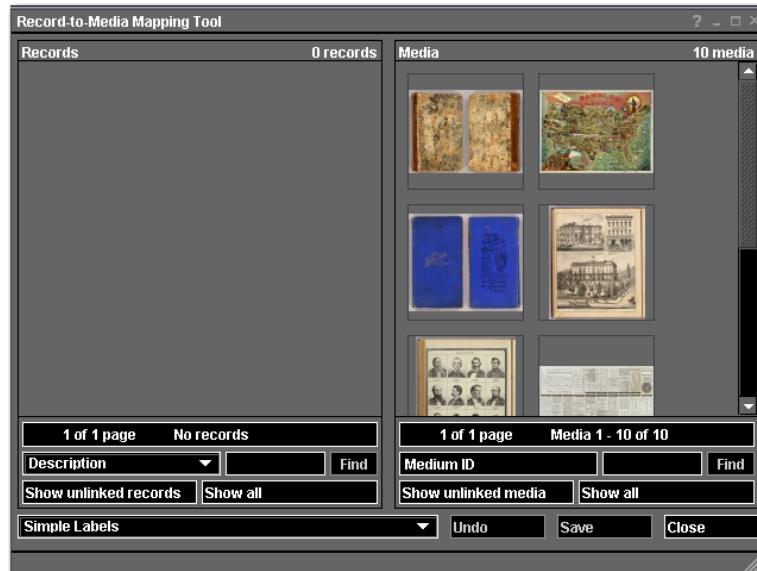 Record-to-Media Mapping Tool
Records 0 records
Media 10 media
1 of 1 page No records
1 of 1 page Media 1 - 10 of 10
Description Find
Medium ID Find
Show unlinked records Show all
Show unlinked media Show all
Simple Labels Undo Save Close